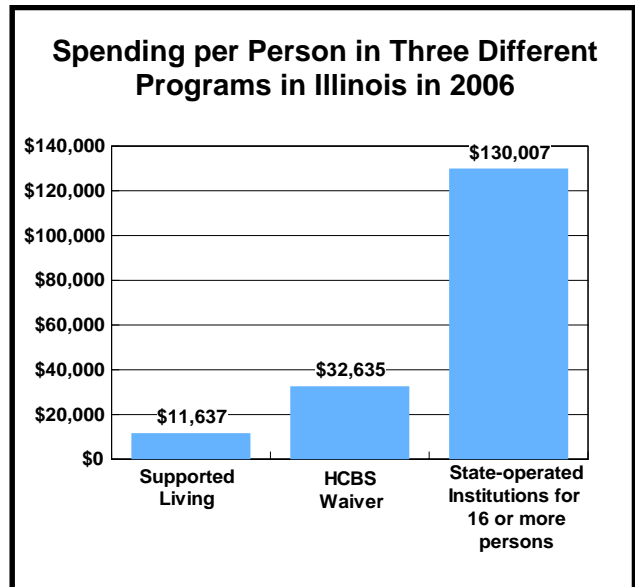 Spending per Person in Three Different
Programs in Illinois in 2006
$140,000
$120,000
$100,000
$80,000
$60,000
$40,000
$20,000
$0
$11,637
$32,635
$130,007
Supported
Living
HCBS
Waiver
State-operated
Institutions for
16 or more
persons